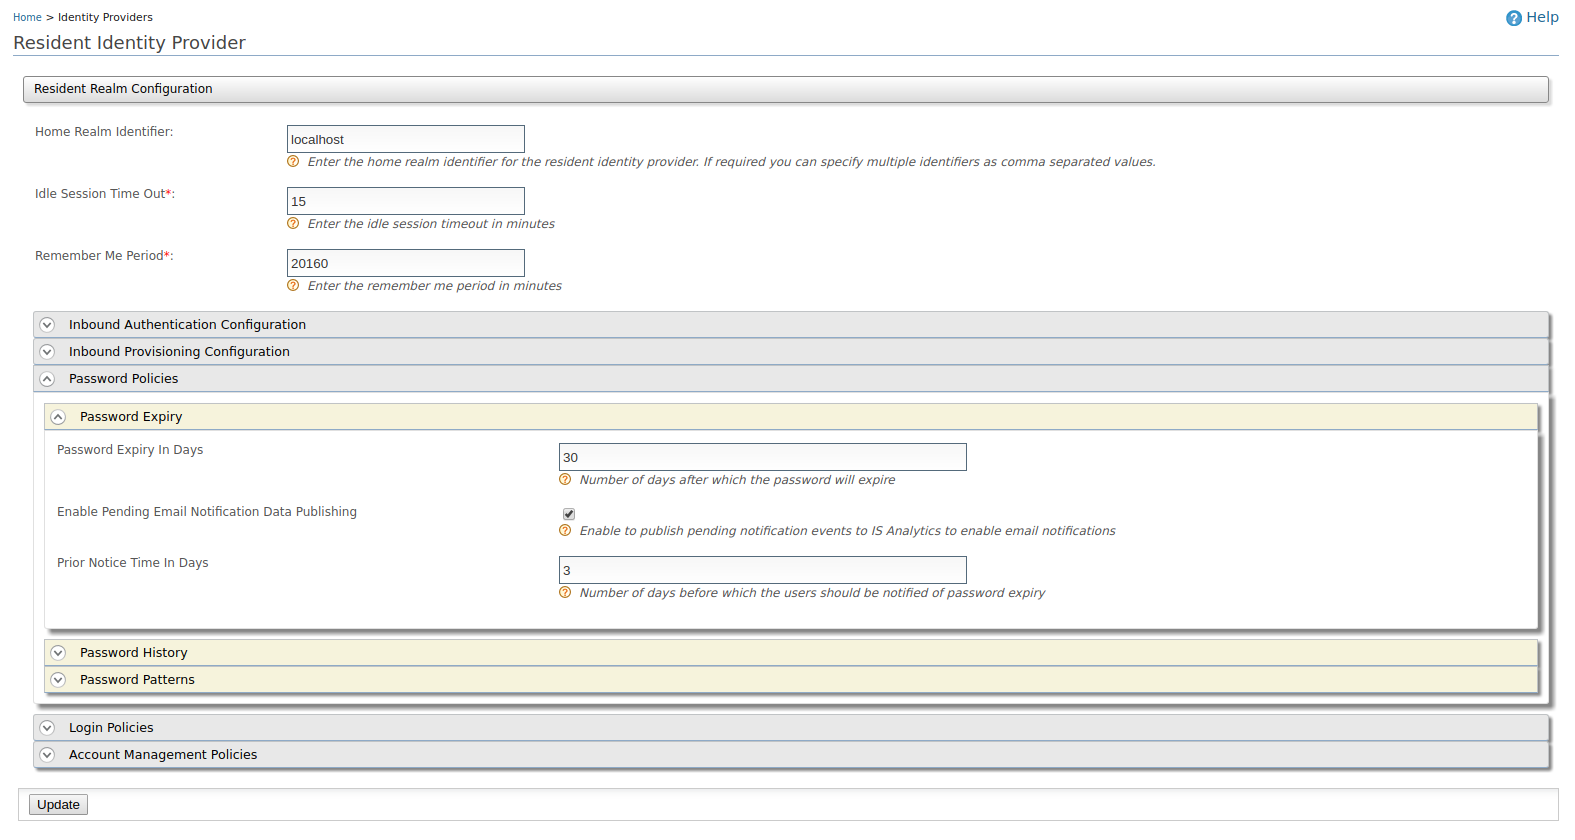 Home > Identity Providers
Help
Resident Identity Provider
Resident Realm Configuration
Home Realm Identifier:
localhost
Enter the home realm identifier for the resident identity provider. If required you can specify multiple identifiers as comma separated values.
Idle Session Time Out*:
15
Enter the idle session timeout in minutes
Remember Me Period*:
20160
Enter the remember me period in minutes
Inbound Authentication Configuration
Inbound Provisioning Configuration
Password Policies
Password Expiry
Password Expiry In Days
30
Number of days after which the password will expire
Enable Pending Email Notification Data Publishing
Enable to publish pending notification events to IS Analytics to enable email notifications
Prior Notice Time In Days
3
Number of days before which the users should be notified of password expiry
Password History
Password Patterns
Login Policies
Account Management Policies
Update